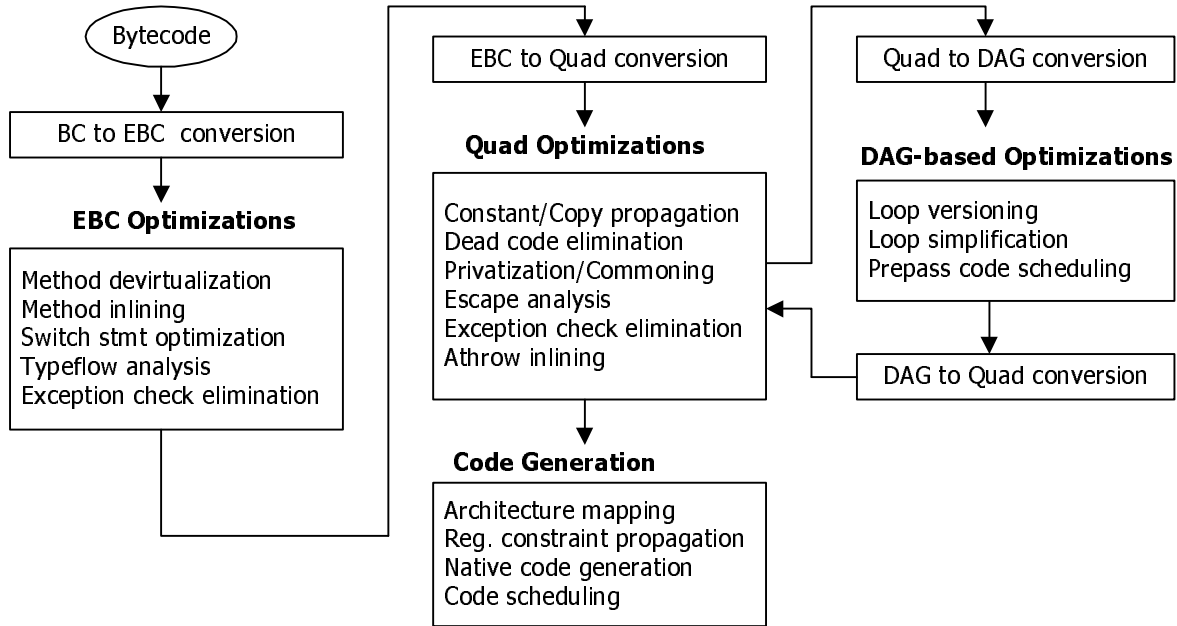 Bytecode
BC to EBC conversion
EBC Optimizations
Method devirtualization
Method inlining
Switch stmt optimization
Typeflow analysis
Exception check elimination
EBC to Quad conversion
Quad Optimizations
Constant/Copy propagation
Dead code elimination
Privatization/Commoning
Escape analysis
Exception check elimination
Athrow inlining
Code Generation
Architecture mapping
Reg. constraint propagation
Native code generation
Code scheduling
Quad to DAG conversion
DAG-based Optimizations
Loop versioning
Loop simplification
Prepass code scheduling
DAG to Quad conversion